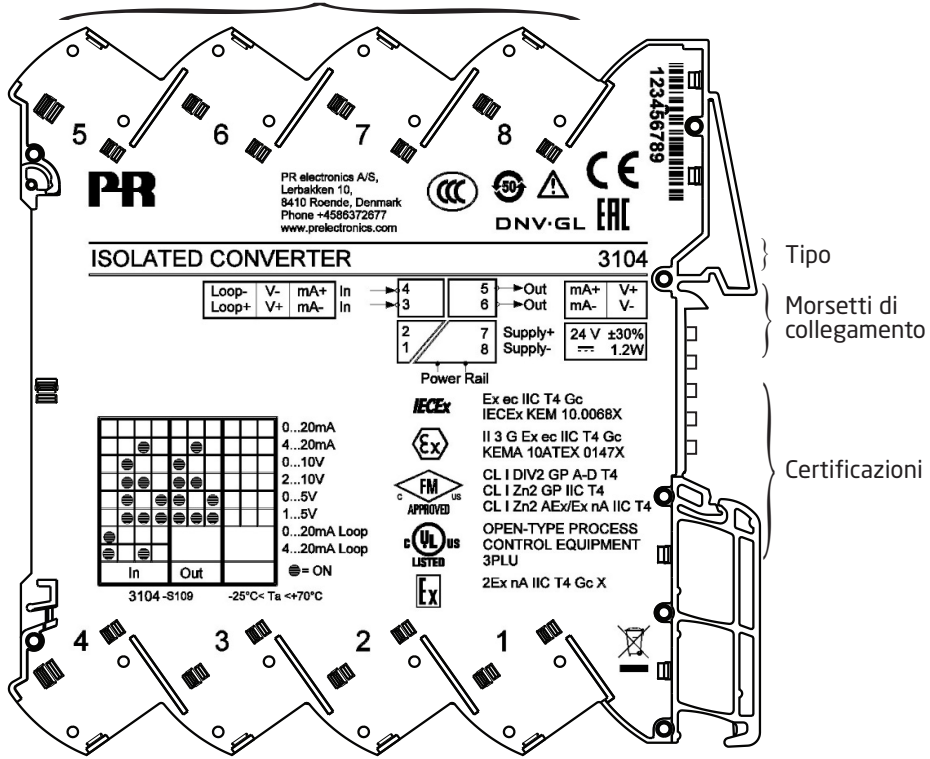 5 6 7 8
123456789
PR
PR electronics A/S,
Lerbakken 10,
8410 Roende, Denmark
Phone +4586372677
www.prelectronics.com
CCC 50 CE
DNV·GL EAC
ISOLATED CONVERTER 3104
Tipo
Loop- V- mA+ In 4 5 Out mA+ V+
Loop+ V+ mA- In 3 6 Out mA- V-
2 7 Supply+ 24 V ±30%
1 8 Supply- 1.2W
Power Rail
Morsetti di
collegamento
IECEx
Ex ec IIC T4 Gc
IECEx KEM 10.0068X
Ex
II 3 G Ex ec IIC T4 Gc
KEMA 10ATEX 0147X
C FM US
APPROVED
CL I DIV2 GP A-D T4
CL I Zn2 GP IIC T4
CL I Zn2 AEx/Ex nA IIC T4
C UL US
LISTED
OPEN-TYPE PROCESS
CONTROL EQUIPMENT
3PLU
Ex
2Ex nA IIC T4 Gc X
Certificazioni
0...20mA
4...20mA
0...10V
2...10V
0...5V
1...5V
0...20mA Loop
4...20mA Loop
In Out = ON
3104 -S109 -25°C< Ta <+70°C
4 3 2 1